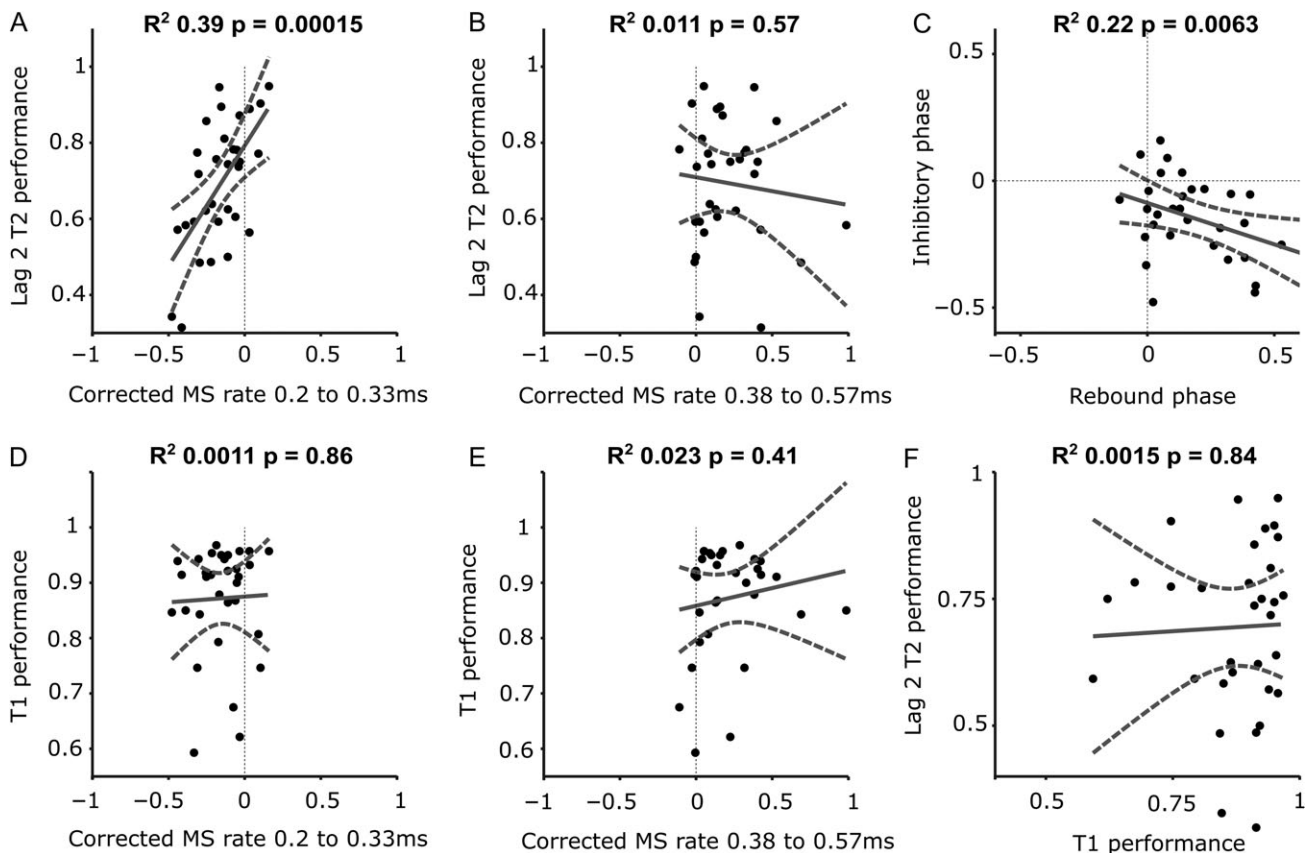 A
R² 0.39 p = 0.00015
Lag 2 T2 performance
1
0.8
0.6
0.4
−1
−0.5
0
0.5
1
Corrected MS rate 0.2 to 0.33ms
B
R² 0.011 p = 0.57
Lag 2 T2 performance
1
0.8
0.6
0.4
−1
−0.5
0
0.5
1
Corrected MS rate 0.38 to 0.57ms
C
R² 0.22 p = 0.0063
Inhibitory phase
0.5
0
−0.5
−0.5
0
0.5
Rebound phase
D
R² 0.0011 p = 0.86
T1 performance
1
0.9
0.8
0.7
0.6
−1
−0.5
0
0.5
1
Corrected MS rate 0.2 to 0.33ms
E
R² 0.023 p = 0.41
T1 performance
1
0.9
0.8
0.7
0.6
−1
−0.5
0
0.5
1
Corrected MS rate 0.38 to 0.57ms
F
R² 0.0015 p = 0.84
Lag 2 T2 performance
1
0.75
0.5
0.5
0.75
1
T1 performance